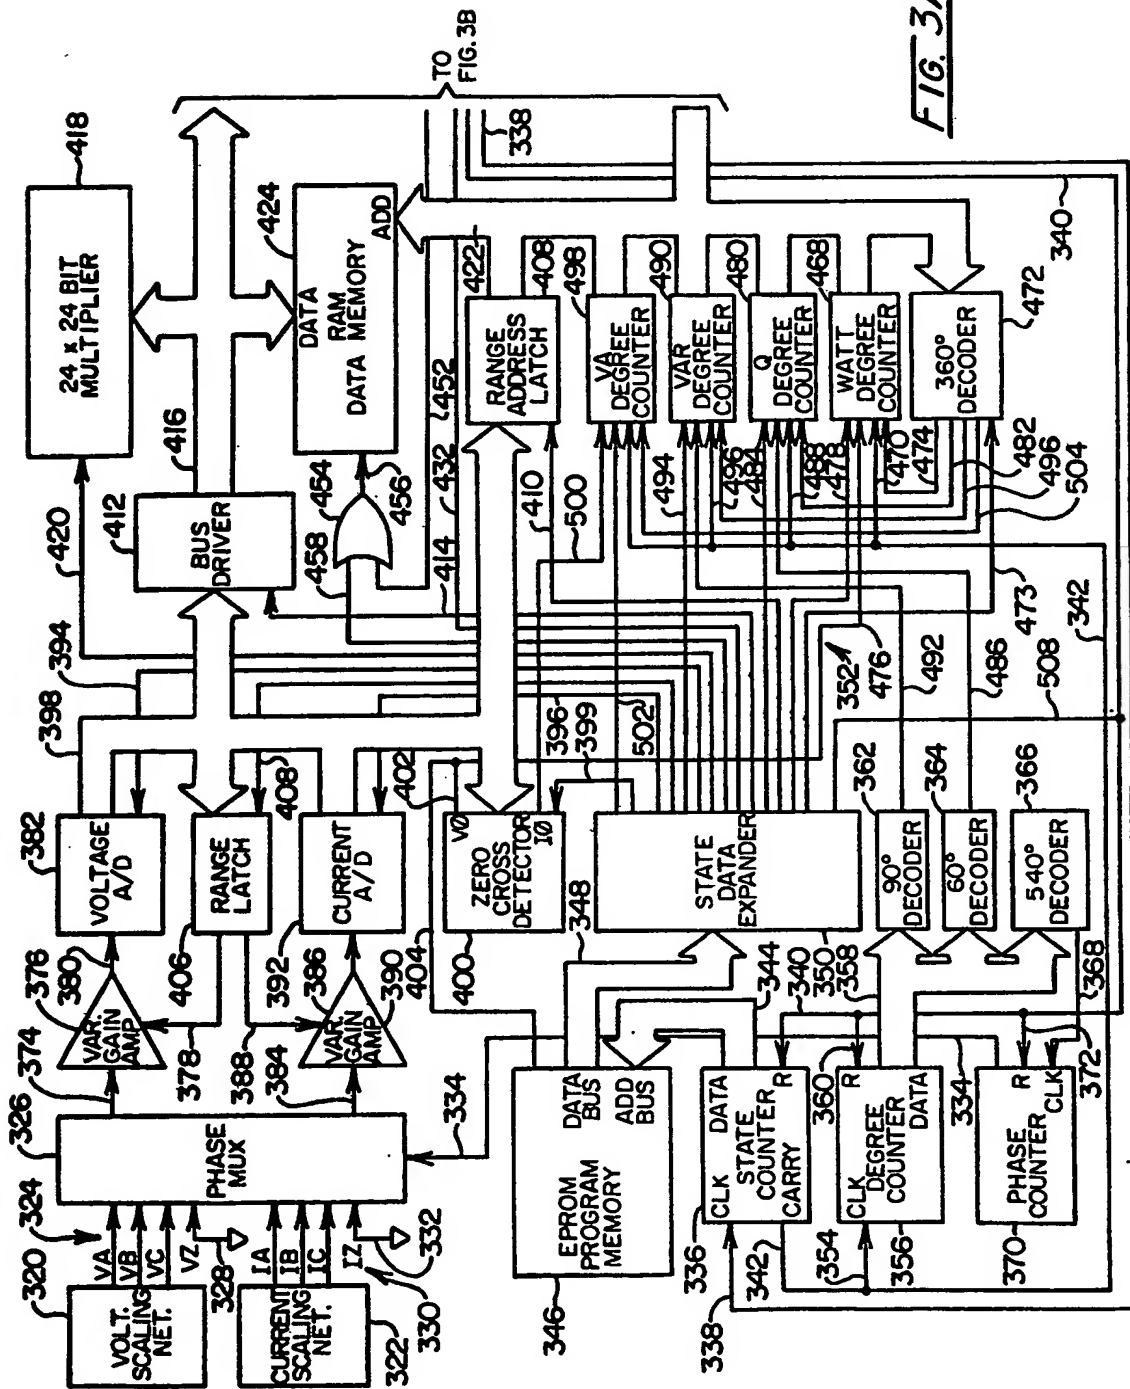 FIG. 3A
TO
FIG. 3B
320
VOLT.
SCALING
NET.
324
VA
VB
VC
VZ
328
CURRENT
SCALING
NET.
322
IA
IB
IC
IZ
330
332
326
PHASE
MUX
334
374
VAR.
GAIN
AMP
376
378
380
384
VAR.
GAIN
AMP
386
388
390
382
VOLTAGE
A/D
406
RANGE
LATCH
408
392
CURRENT
A/D
398
394
402
404
400
ZERO
CROSS
DETECTOR
VØ
IØ
396
399
502
420
412
BUS
DRIVER
416
414
418
24 x 24 BIT
MULTIPLIER
424
DATA
RAM
DATA MEMORY
ADD
454
456
458
432
452
338
340
422
RANGE
ADDRESS
LATCH
408
410
500
498
VA
DEGREE
COUNTER
490
VAR
DEGREE
COUNTER
494
496
480
Q
DEGREE
COUNTER
484
488
468
WATT
DEGREE
COUNTER
478
470
474
472
360°
DECODER
482
496
504
473
342
508
352
476
492
486
346
EPROM
PROGRAM
MEMORY
DATA
BUS
ADD
BUS
348
STATE
DATA
EXPANDER
350
344
340
336
CLK
DATA
STATE
COUNTER
R
CARRY
338
342
354
356
CLK
R
DEGREE
COUNTER
DATA
358
360
334
370
PHASE
COUNTER
R
CLK
372
368
362
90°
DECODER
364
60°
DECODER
366
540°
DECODER